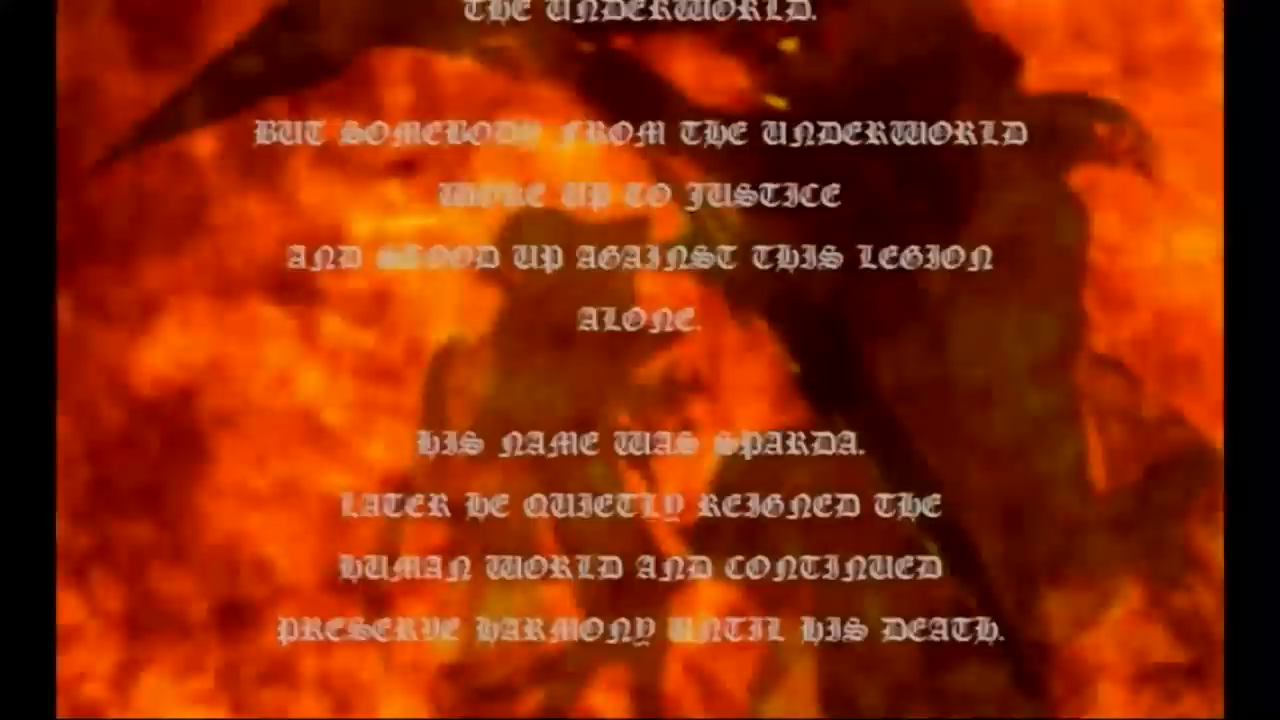 THE UNDERWORLD.
BUT SOMEBODY FROM THE UNDERWORLD
WOKE UP TO JUSTICE
AND STOOD UP AGAINST THIS LEGION
ALONE.
HIS NAME WAS SPARDA.
LATER HE QUIETLY REIGNED THE
HUMAN WORLD AND CONTINUED
PRESERVE HARMONY UNTIL HIS DEATH.